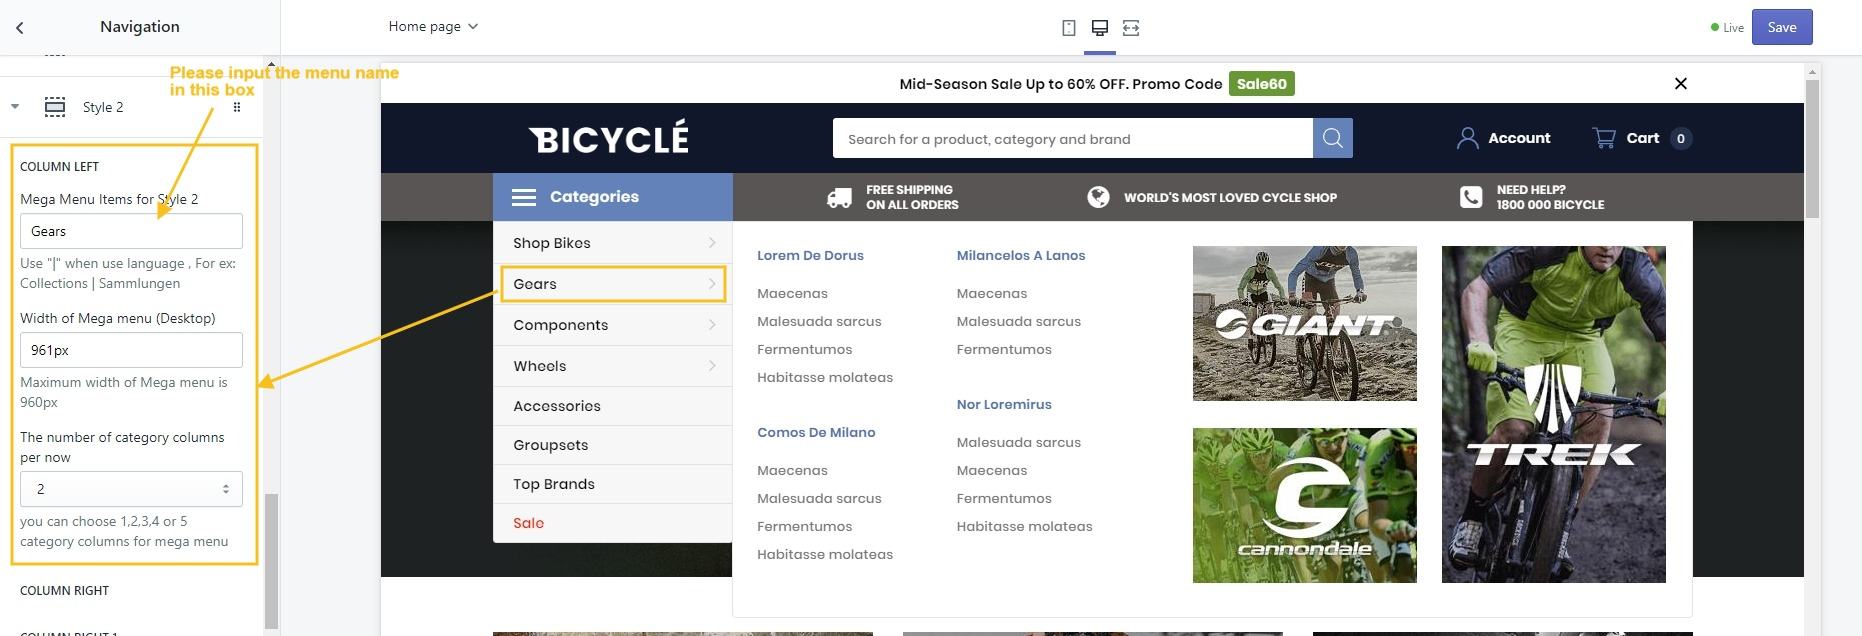 Navigation
Home page
Live
Save
Please input the menu name
in this box
Style 2
COLUMN LEFT
Mega Menu Items for Style 2
Gears
Use "|" when use language , For ex:
Collections | Sammlungen
Width of Mega menu (Desktop)
961px
Maximum width of Mega menu is
960px
The number of category columns
per now
2
you can choose 1,2,3,4 or 5
category columns for mega menu
COLUMN RIGHT
COLUMN RIGHT 1
Mid-Season Sale Up to 60% OFF. Promo Code Sale60
BICYCLÉ
Search for a product, category and brand
Account
Cart 0
Categories
FREE SHIPPING
ON ALL ORDERS
WORLD'S MOST LOVED CYCLE SHOP
NEED HELP?
1800 000 BICYCLE
Shop Bikes
Gears
Components
Wheels
Accessories
Groupsets
Top Brands
Sale
Lorem De Dorus
Maecenas
Malesuada sarcus
Fermentumos
Habitasse molateas
Comos De Milano
Maecenas
Malesuada sarcus
Fermentumos
Habitasse molateas
Milancelos A Lanos
Maecenas
Malesuada sarcus
Fermentumos
Nor Loremirus
Malesuada sarcus
Maecenas
Fermentumos
Habitasse molateas
GIANT
cannondale
TREK